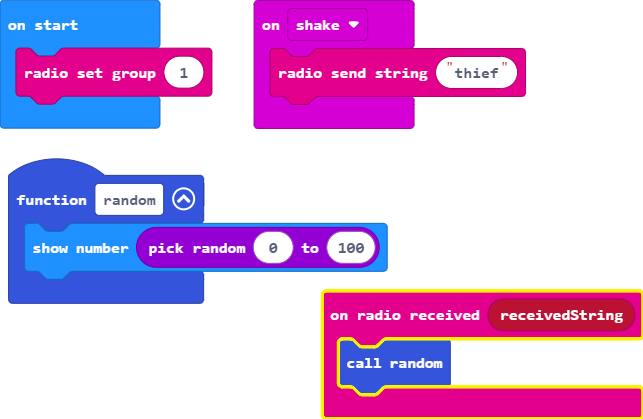 on start
radio set group 1
on shake
radio send string "thief"
function random
show number pick random 0 to 100
on radio received receivedString
call random